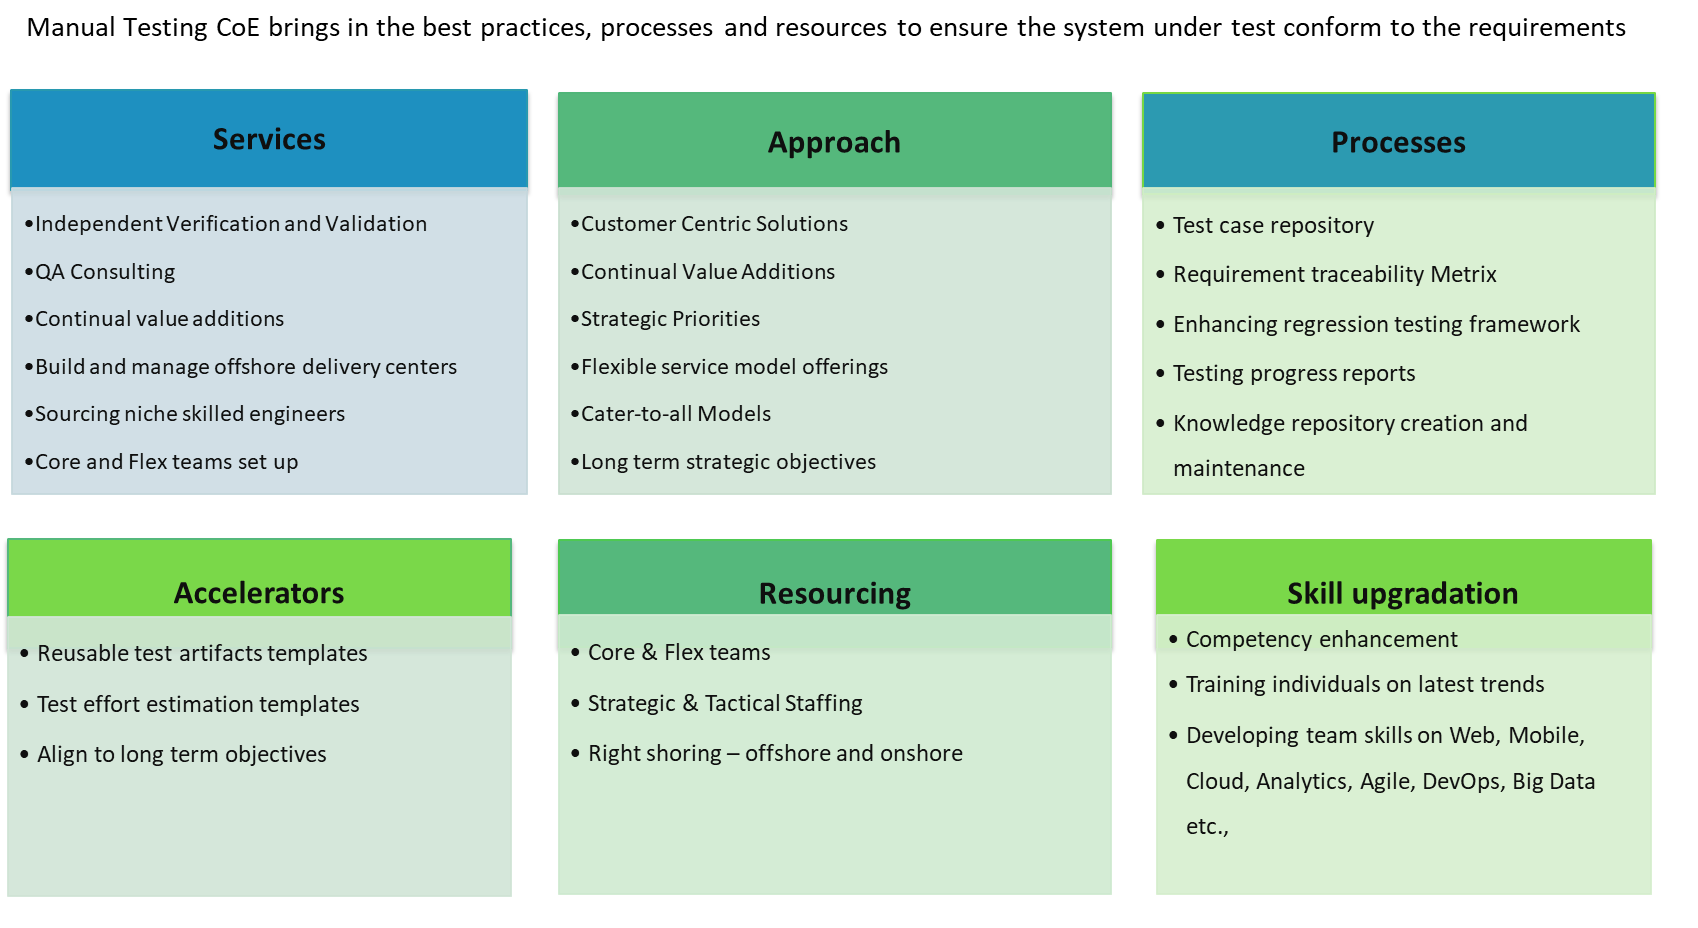 Manual Testing CoE brings in the best practices, processes and resources to ensure the system under test conform to the requirements
Services
•Independent Verification and Validation
•QA Consulting
•Continual value additions
•Build and manage offshore delivery centers
•Sourcing niche skilled engineers
•Core and Flex teams set up
Approach
•Customer Centric Solutions
•Continual Value Additions
•Strategic Priorities
•Flexible service model offerings
•Cater-to-all Models
•Long term strategic objectives
Processes
• Test case repository
• Requirement traceability Metrix
• Enhancing regression testing framework
• Testing progress reports
• Knowledge repository creation and
maintenance
Accelerators
• Reusable test artifacts templates
• Test effort estimation templates
• Align to long term objectives
Resourcing
• Core & Flex teams
• Strategic & Tactical Staffing
• Right shoring – offshore and onshore
Skill upgradation
• Competency enhancement
• Training individuals on latest trends
• Developing team skills on Web, Mobile,
Cloud, Analytics, Agile, DevOps, Big Data
etc.,